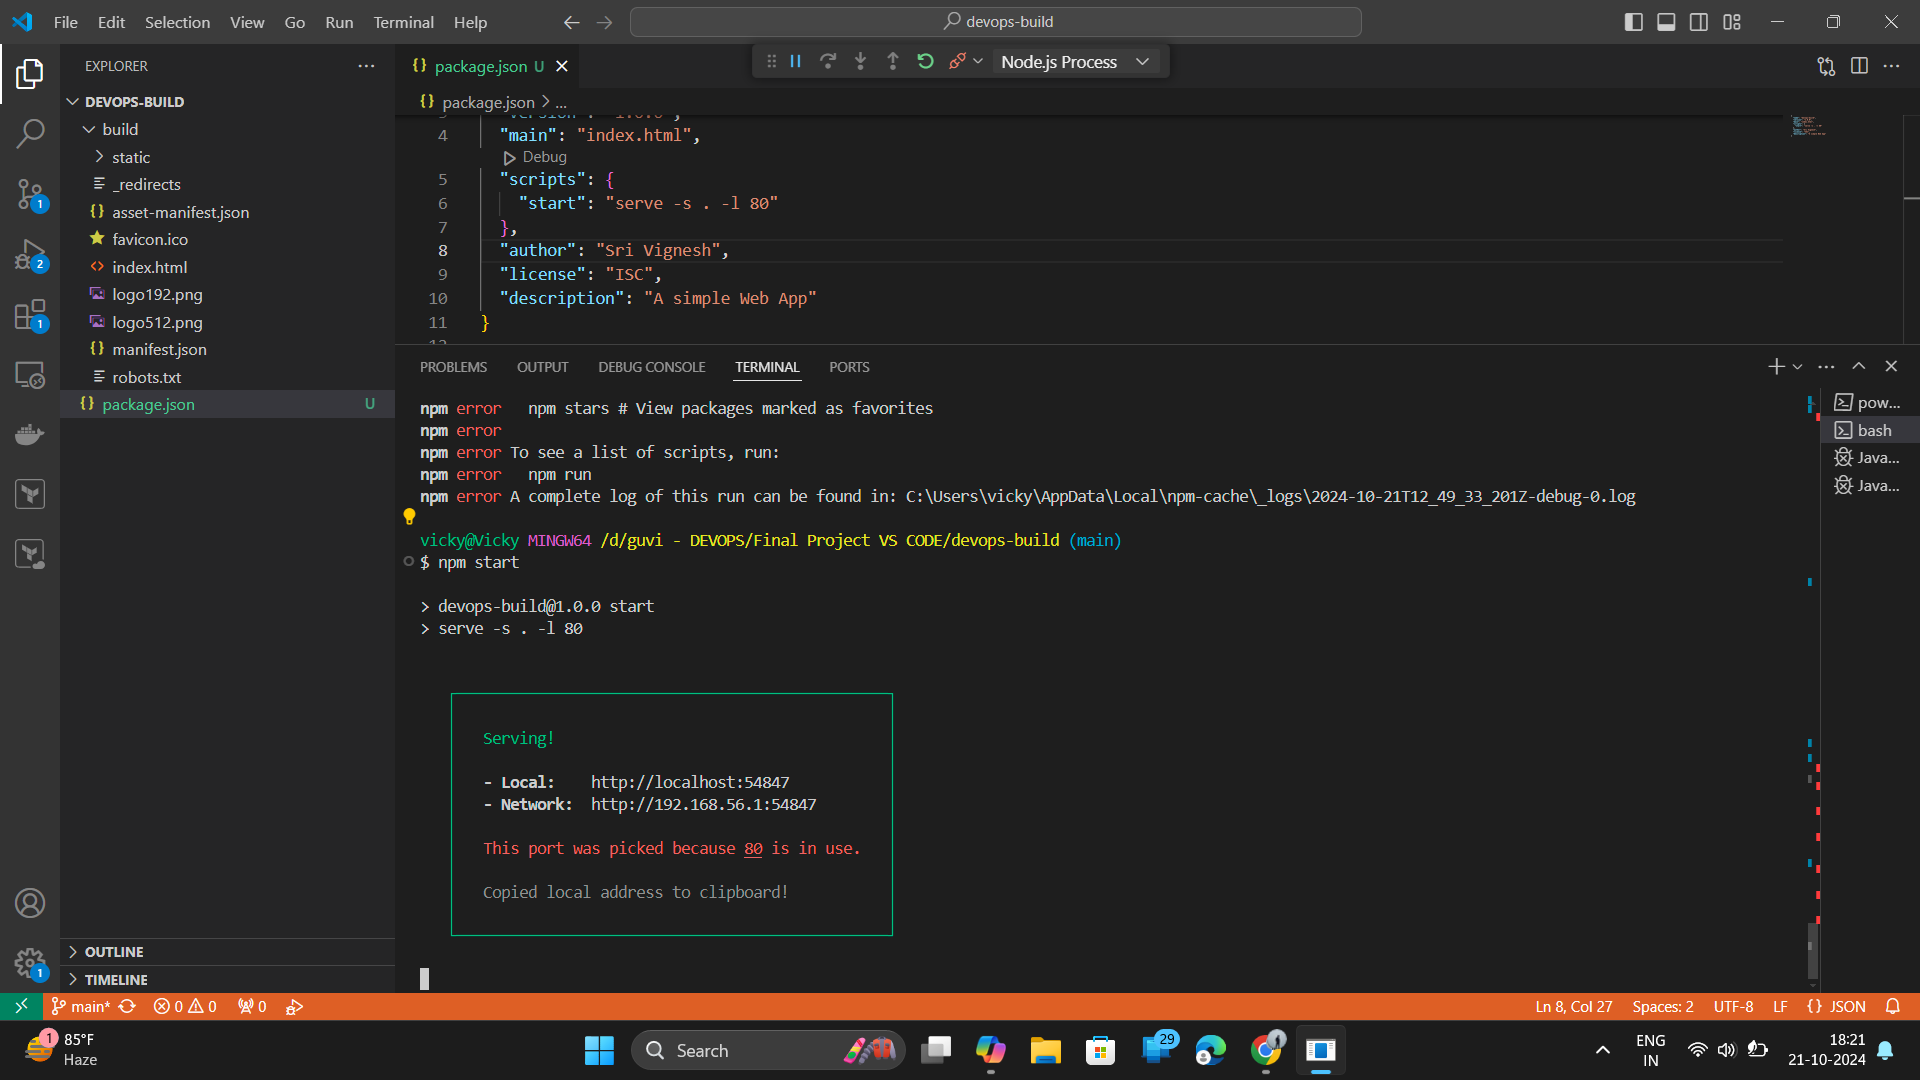 File Edit Selection View Go Run Terminal Help
devops-build
EXPLORER
package.json U
Node.js Process
DEVOPS-BUILD
{} package.json > ...
build
static
_redirects
asset-manifest.json
favicon.ico
index.html
logo192.png
logo512.png
manifest.json
robots.txt
package.json U
4 "main": "index.html",
Debug
5 "scripts": {
6 "start": "serve -s . -l 80"
7 },
8 "author": "Sri Vignesh",
9 "license": "ISC",
10 "description": "A simple Web App"
11 }
PROBLEMS OUTPUT DEBUG CONSOLE TERMINAL PORTS
pow...
bash
Java...
Java...
npm error npm stars # View packages marked as favorites
npm error
npm error To see a list of scripts, run:
npm error npm run
npm error A complete log of this run can be found in: C:\Users\vicky\AppData\Local\npm-cache\_logs\2024-10-21T12_49_33_201Z-debug-0.log
vicky@Vicky MINGW64 /d/guvi - DEVOPS/Final Project VS CODE/devops-build (main)
$ npm start
> devops-build@1.0.0 start
> serve -s . -l 80
Serving!
- Local: http://localhost:54847
- Network: http://192.168.56.1:54847
This port was picked because 80 is in use.
Copied local address to clipboard!
OUTLINE
TIMELINE
1
2
1
1
main* 0 0 0
Ln 8, Col 27 Spaces: 2 UTF-8 LF {} JSON
1
85°F
Haze
Search
29
ENG
IN
18:21
21-10-2024